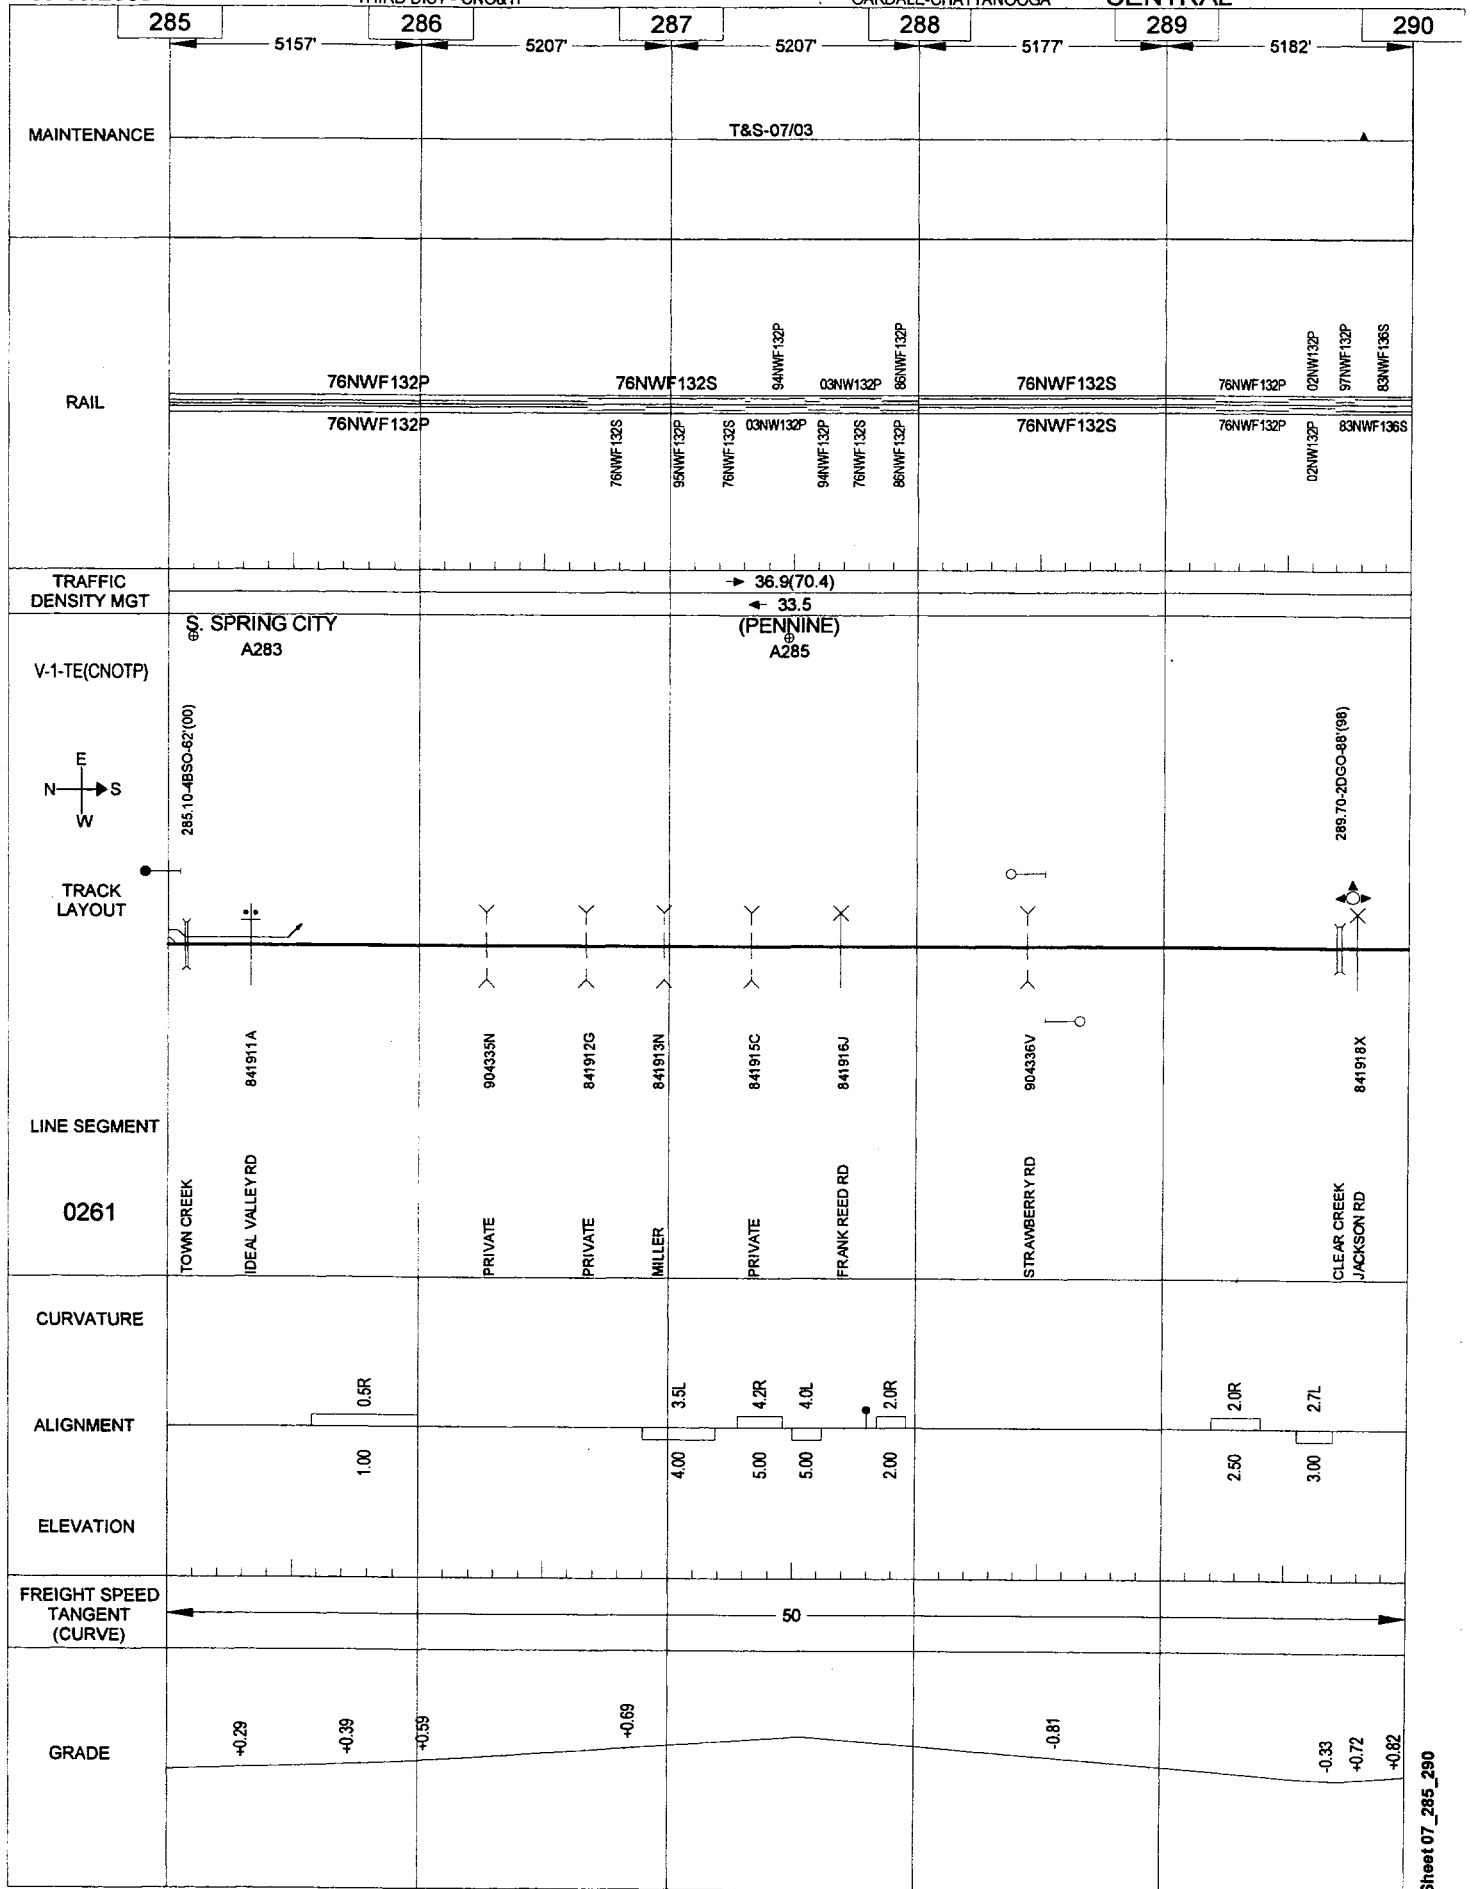 CENTRAL
285 286 287 288 289 290
5157' 5207' 5207' 5177' 5182'
MAINTENANCE
T&S-07/03
RAIL
94NWF132P 86NWF132P 02NW132P 97NWF132P 83NWF136S
76NWF132P 76NWF132S 03NW132P 76NWF132S 76NWF132P
76NWF132P 03NW132P 76NWF132S 76NWF132P 83NWF136S
76NWF132S 95NWF132P 76NWF132S 94NWF132P 76NWF132S 86NWF132P 02NW132P
TRAFFIC
DENSITY MGT
36.9(70.4)
33.5
S. SPRING CITY
A283
(PENNINE)
A285
V-1-TE(CNOTP)
285.10-4BSO-62'(00)
289.70-2DGO-88'(98)
E
N S
W
TRACK
LAYOUT
841911A
904335N
841912G
841913N
841915C
841916J
904336V
841918X
LINE SEGMENT
0261
TOWN CREEK
IDEAL VALLEY RD
PRIVATE
PRIVATE
MILLER
PRIVATE
FRANK REED RD
STRAWBERRY RD
CLEAR CREEK
JACKSON RD
CURVATURE
0.5R 3.5L 4.2R 4.0L 2.0R 2.0R 2.7L
ALIGNMENT
1.00 4.00 5.00 5.00 2.00 2.50 3.00
ELEVATION
FREIGHT SPEED
TANGENT
(CURVE)
50
GRADE
+0.29 +0.39 +0.59 +0.69 -0.81 -0.33 +0.72 +0.82
Sheet 07_285_290